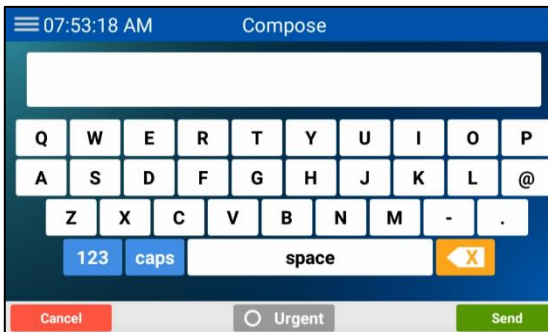 07:53:18 AM Compose
Q W E R T Y U I O P
A S D F G H J K L @
Z X C V B N M - .
123 caps space X
Cancel Urgent Send